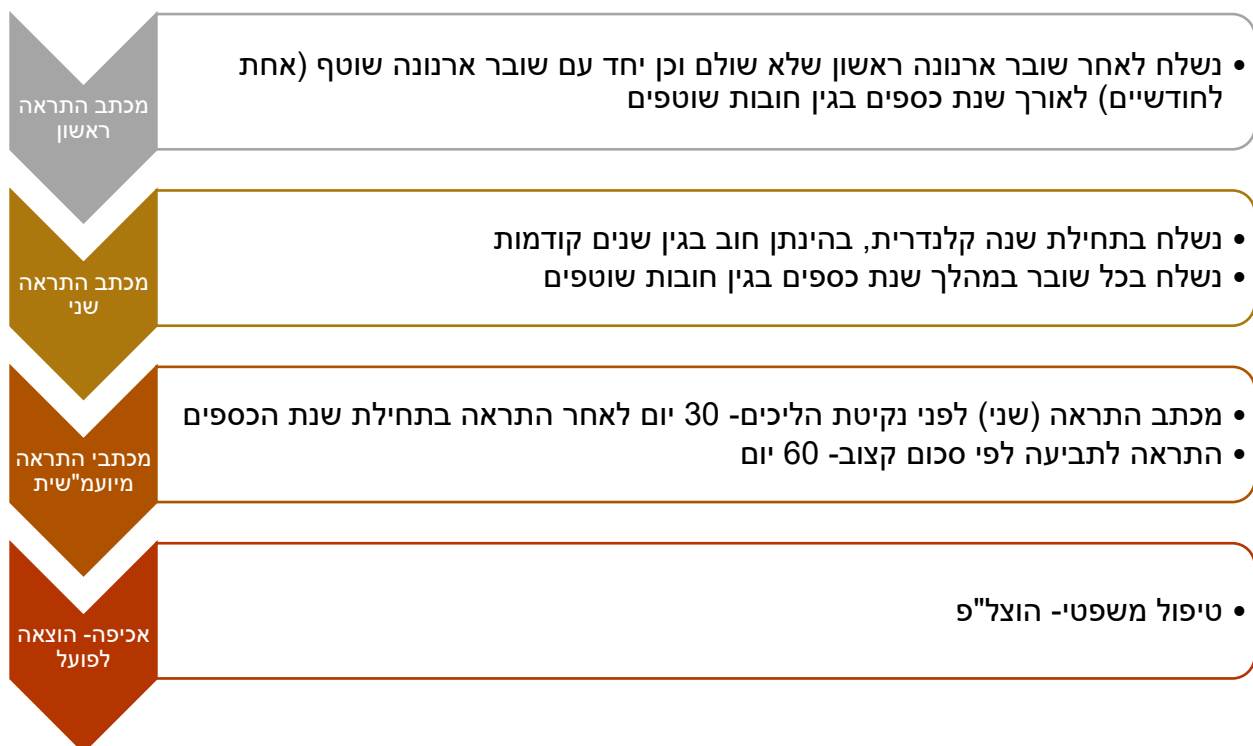 מכתב התראה
ראשון
• נשלח לאחר שובר ארנונה ראשון שלא שולם וכן יחד עם שובר ארנונה שוטף (אחת
לחודשיים) לאורך שנת כספים בגין חובות שוטפים
מכתב התראה
שני
• נשלח בתחילת שנה קלנדרית, בהינתן חוב בגין שנים קודמות
• נשלח בכל שובר במהלך שנת כספים בגין חובות שוטפים
מכתבי התראה
מיועמ"שית
• מכתב התראה (שני) לפני נקיטת הליכים- 30 יום לאחר התראה בתחילת שנת הכספים
• התראה לתביעה לפי סכום קצוב- 60 יום
אכיפה- הוצאה
לפועל
• טיפול משפטי- הוצל"פ